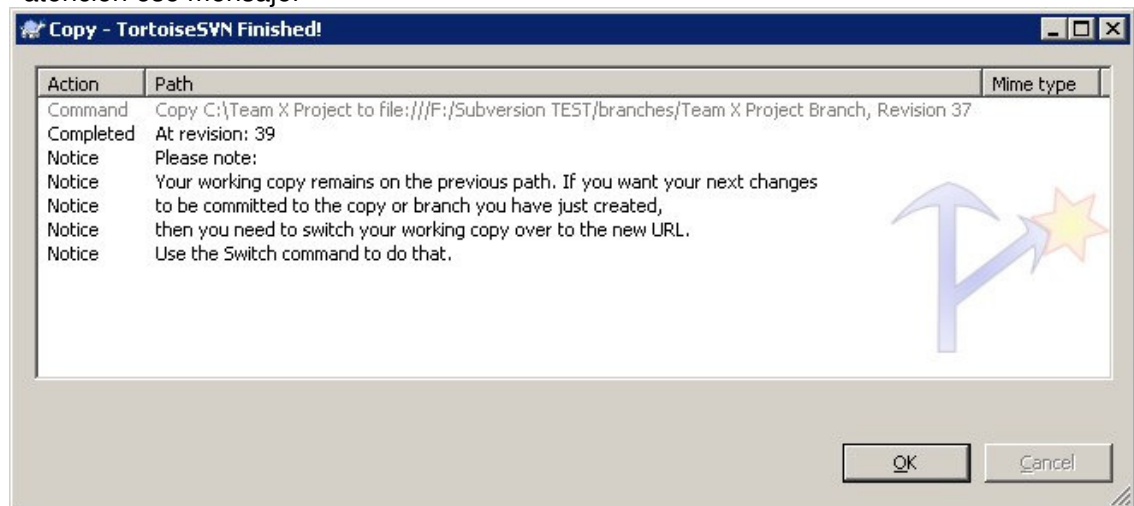 atención ese mensaje:
Copy - TortoiseSVN Finished!
Action Path Mime type
Command Copy C:\Team X Project to file:///F:/Subversion TEST/branches/Team X Project Branch, Revision 37
Completed At revision: 39
Notice Please note:
Notice Your working copy remains on the previous path. If you want your next changes
Notice to be committed to the copy or branch you have just created,
Notice then you need to switch your working copy over to the new URL.
Notice Use the Switch command to do that.
OK Cancel